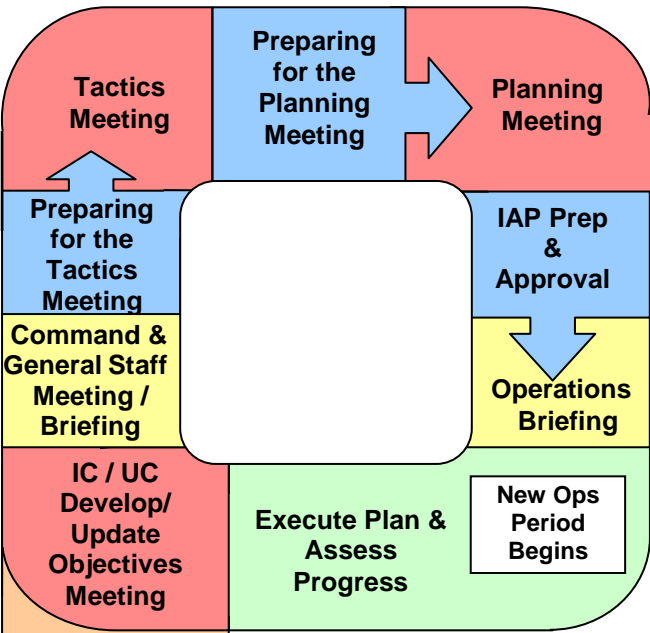 Tactics
Meeting
Preparing
for the
Planning
Meeting
Planning
Meeting
Preparing
for the
Tactics
Meeting
IAP Prep
&
Approval
Command &
General Staff
Meeting /
Briefing
Operations
Briefing
IC / UC
Develop/
Update
Objectives
Meeting
Execute Plan &
Assess
Progress
New Ops
Period
Begins